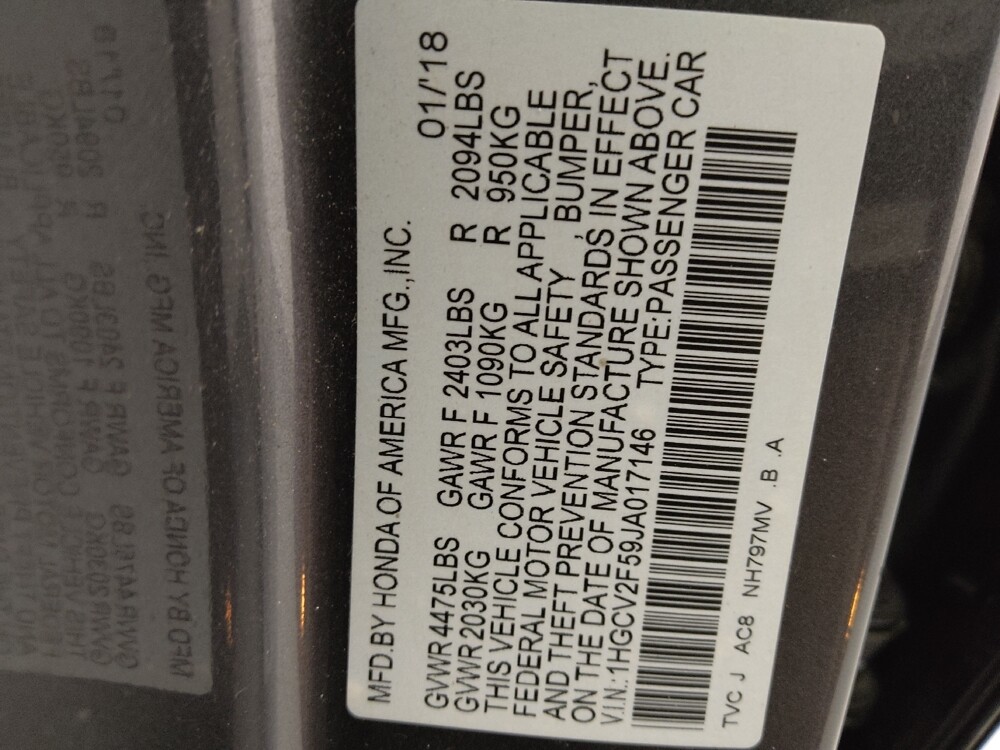 MFD.BY HONDA.OF AMERICA MFG.,INC. 01/'18
GVWR 4475LBS GAWR F 2403LBS R 2094LBS
GVWR 2030KG GAWR F 1090KG R 950KG
THIS VEHICLE CONFORMS TO ALL APPLICABLE
FEDERAL MOTOR VEHICLE SAFETY, BUMPER,
AND THEFT PREVENTION STANDARDS IN EFFECT
ON THE DATE OF MANUFACTURE SHOWN ABOVE.
V.I.N.:1HGCV2F59JA017146 TYPE:PASSENGER CAR
TVC J AC8 NH797MV .B .A